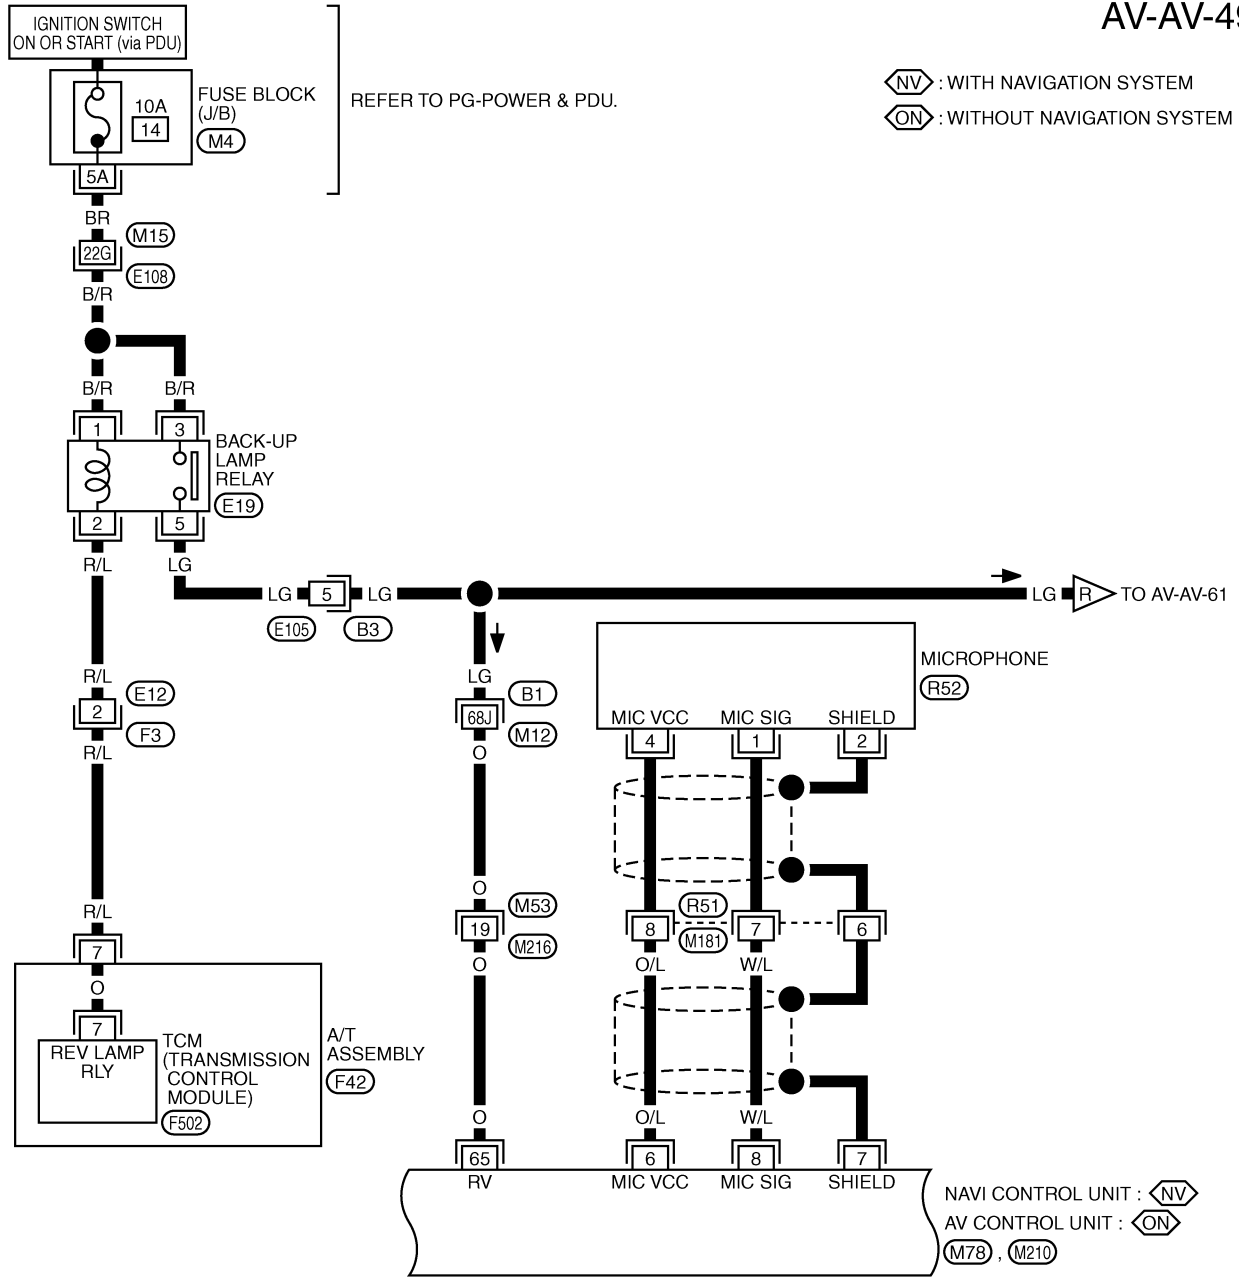 AV-AV-49
IGNITION SWITCH
ON OR START (via PDU)
10A
14
FUSE BLOCK
(J/B)
M4
REFER TO PG-POWER & PDU.
NV : WITH NAVIGATION SYSTEM
ON : WITHOUT NAVIGATION SYSTEM
5A
BR
M15
22G
E108
B/R
B/R
B/R
1
3
BACK-UP
LAMP
RELAY
E19
2
5
R/L
LG
LG
5
LG
LG
R
TO AV-AV-61
E105
B3
R/L
E12
2
F3
R/L
LG
B1
68J
M12
O
MICROPHONE
R52
MIC VCC
MIC SIG
SHIELD
4
1
2
O
M53
19
M216
O
R51
8
M181
7
6
O/L
W/L
R/L
7
O
7
REV LAMP
RLY
TCM
(TRANSMISSION
CONTROL
MODULE)
F502
A/T
ASSEMBLY
F42
O
O/L
W/L
65
6
8
7
RV
MIC VCC
MIC SIG
SHIELD
NAVI CONTROL UNIT : NV
AV CONTROL UNIT : ON
M78 , M210